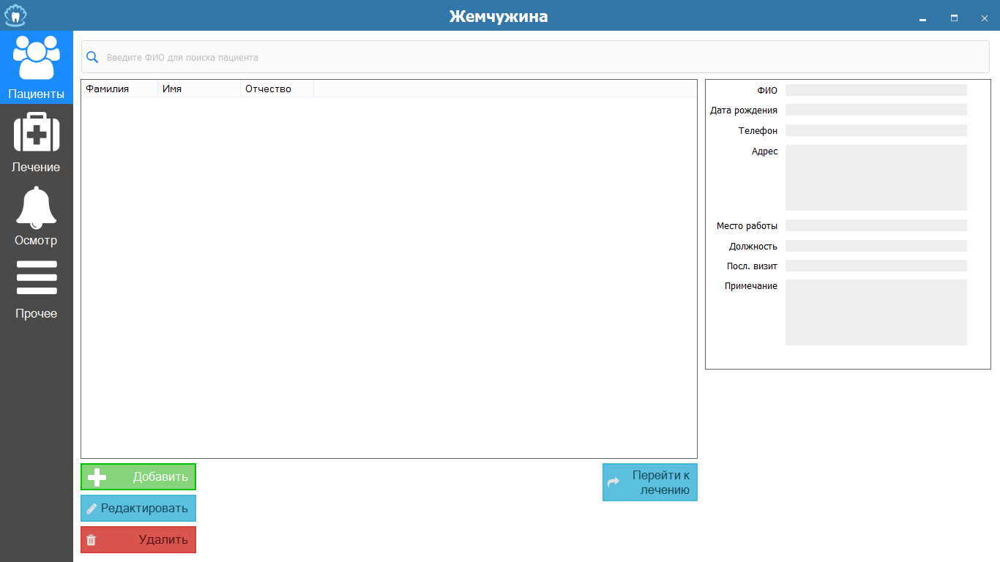 Жемчужина
Введите ФИО для поиска пациента
Пациенты
Лечение
Осмотр
Прочее
Фамилия Имя Отчество
ФИО
Дата рождения
Телефон
Адрес
Место работы
Должность
Посл. визит
Примечание
Добавить
Редактировать
Удалить
Перейти к
лечению